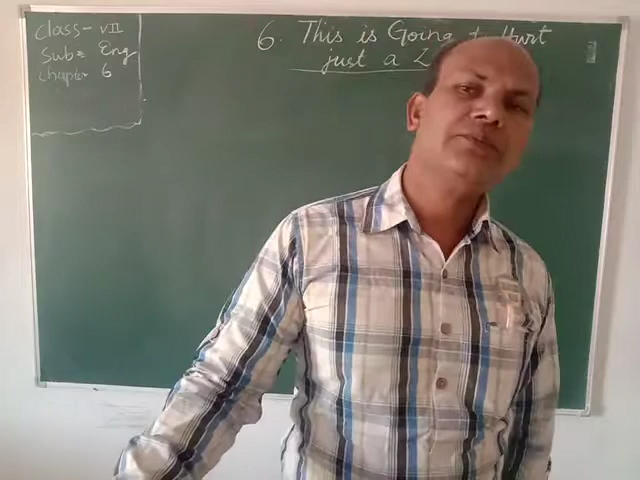 Class- VII
Sub= Eng
Chapter 6
6. This is Going Hurt
just a